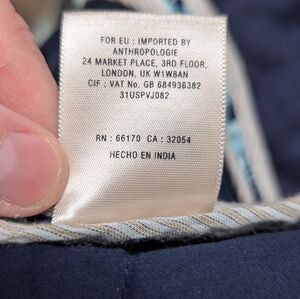 FOR EU : IMPORTED BY
ANTHROPOLOGIE
24 MARKET PLACE, 3RD FLOOR,
LONDON, UK W1W8AN
CIF : VAT No. GB 684936382
31USPVJ082
RN : 66170 CA : 32054
HECHO EN INDIA